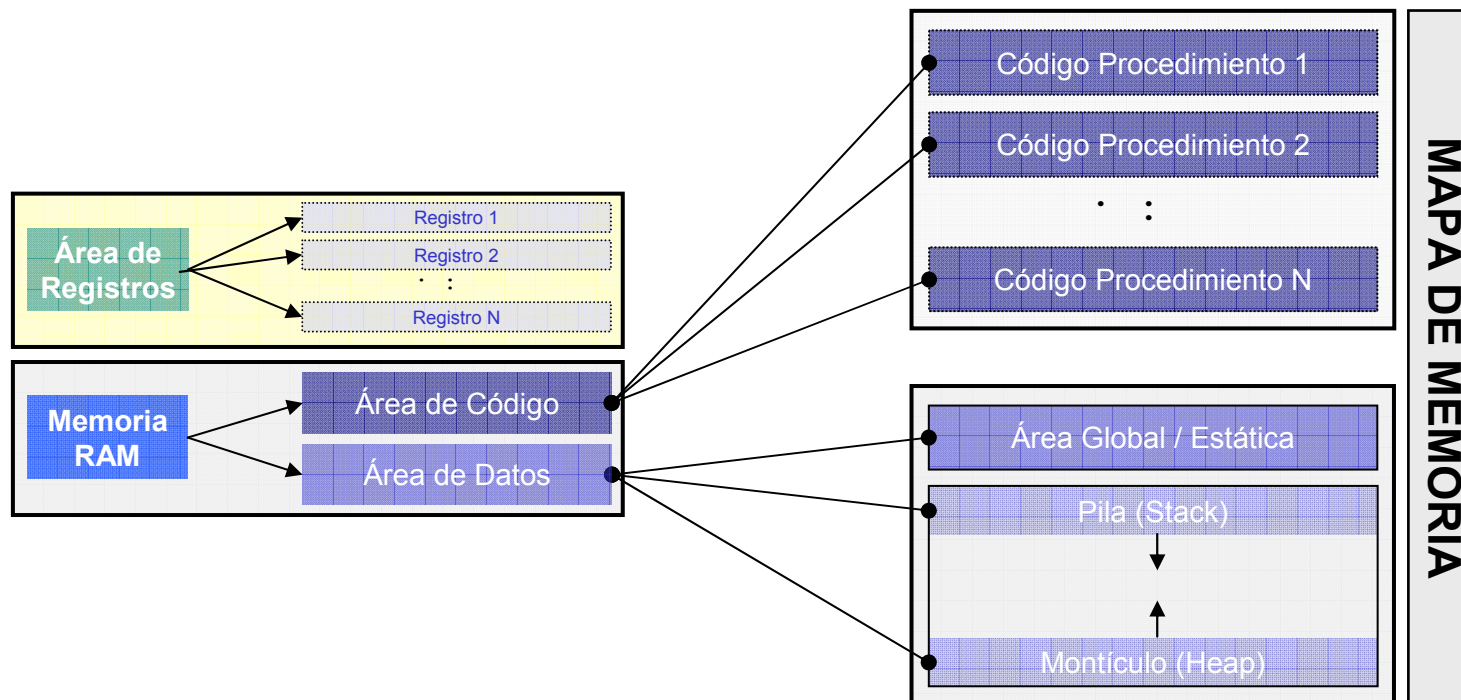 Área de
Registros
Registro 1
Registro 2
. :
Registro N
Memoria
RAM
Área de Código
Área de Datos
Código Procedimiento 1
Código Procedimiento 2
. :
Código Procedimiento N
Área Global / Estática
Pila (Stack)
Montículo (Heap)
MAPA DE MEMORIA